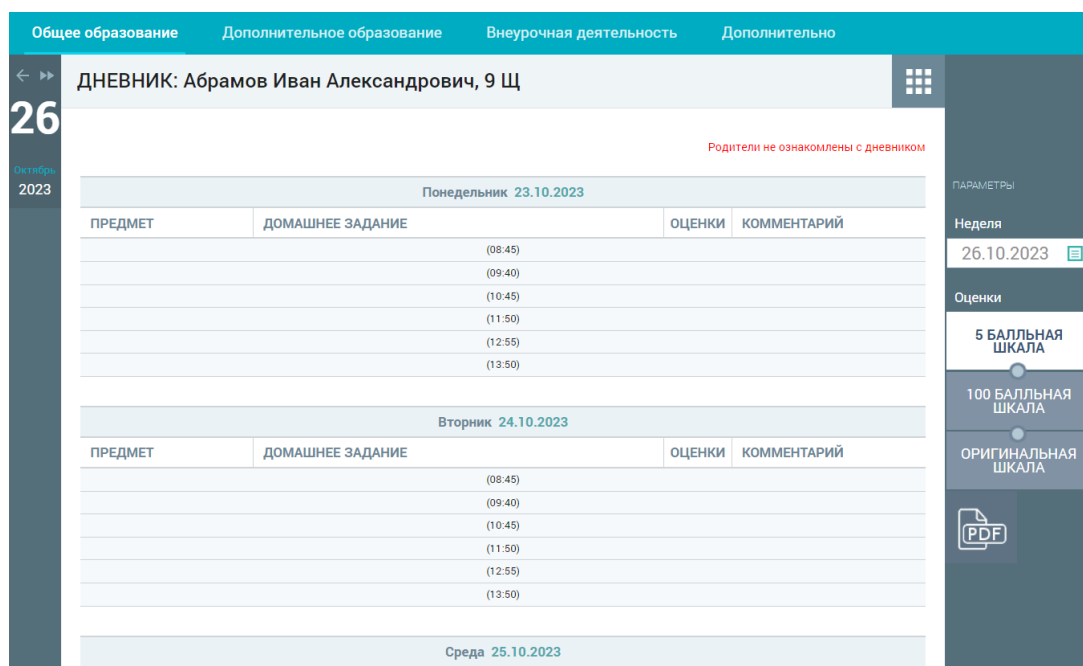 Общее образование Дополнительное образование Внеурочная деятельность Дополнительно
ДНЕВНИК: Абрамов Иван Александрович, 9 Щ
26
Октябрь
2023
Родители не ознакомлены с дневником
Понедельник 23.10.2023
ПРЕДМЕТ ДОМАШНЕЕ ЗАДАНИЕ ОЦЕНКИ КОММЕНТАРИЙ
(08:45)
(09:40)
(10:45)
(11:50)
(12:55)
(13:50)
Вторник 24.10.2023
ПРЕДМЕТ ДОМАШНЕЕ ЗАДАНИЕ ОЦЕНКИ КОММЕНТАРИЙ
(08:45)
(09:40)
(10:45)
(11:50)
(12:55)
(13:50)
Среда 25.10.2023
ПАРАМЕТРЫ
Неделя
26.10.2023
Оценки
5 БАЛЛЬНАЯ
ШКАЛА
100 БАЛЛЬНАЯ
ШКАЛА
ОРИГИНАЛЬНАЯ
ШКАЛА
PDF